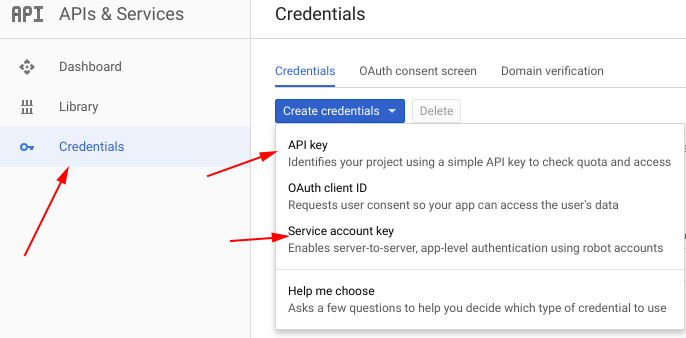 API APIs & Services
Dashboard
Library
Credentials
Credentials
Credentials OAuth consent screen Domain verification
Create credentials Delete
API key
Identifies your project using a simple API key to check quota and access
OAuth client ID
Requests user consent so your app can access the user's data
Service account key
Enables server-to-server, app-level authentication using robot accounts
Help me choose
Asks a few questions to help you decide which type of credential to use